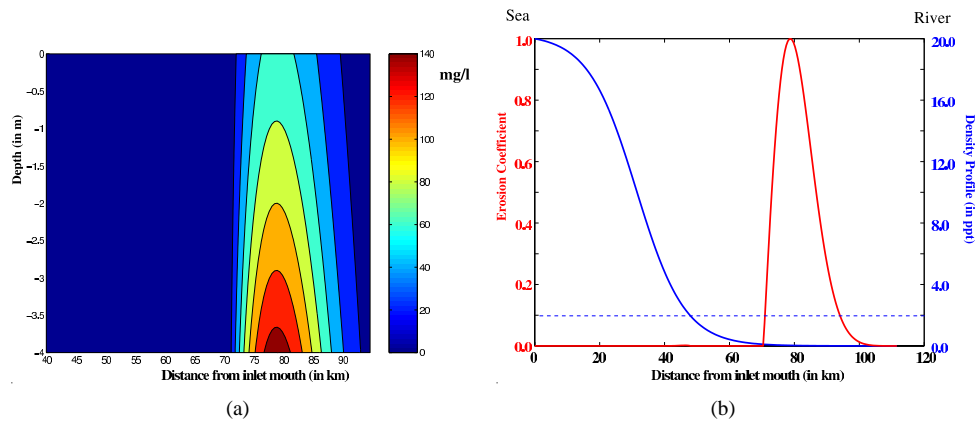 Sea
River
0
-0.5
-1
-1.5
-2
-2.5
-3
-3.5
-4
Depth (in m)
40 45 50 55 60 65 70 75 80 85 90
Distance from inlet mouth (in km)
140
120
100
80
60
40
20
0
mg/l
(a)
1.0
0.8
0.6
0.4
0.2
0.0
Erosion Coefficient
0 20 40 60 80 100 120
Distance from inlet mouth (in km)
20.0
16.0
12.0
8.0
4.0
0.0
Density Profile (in ppt)
(b)